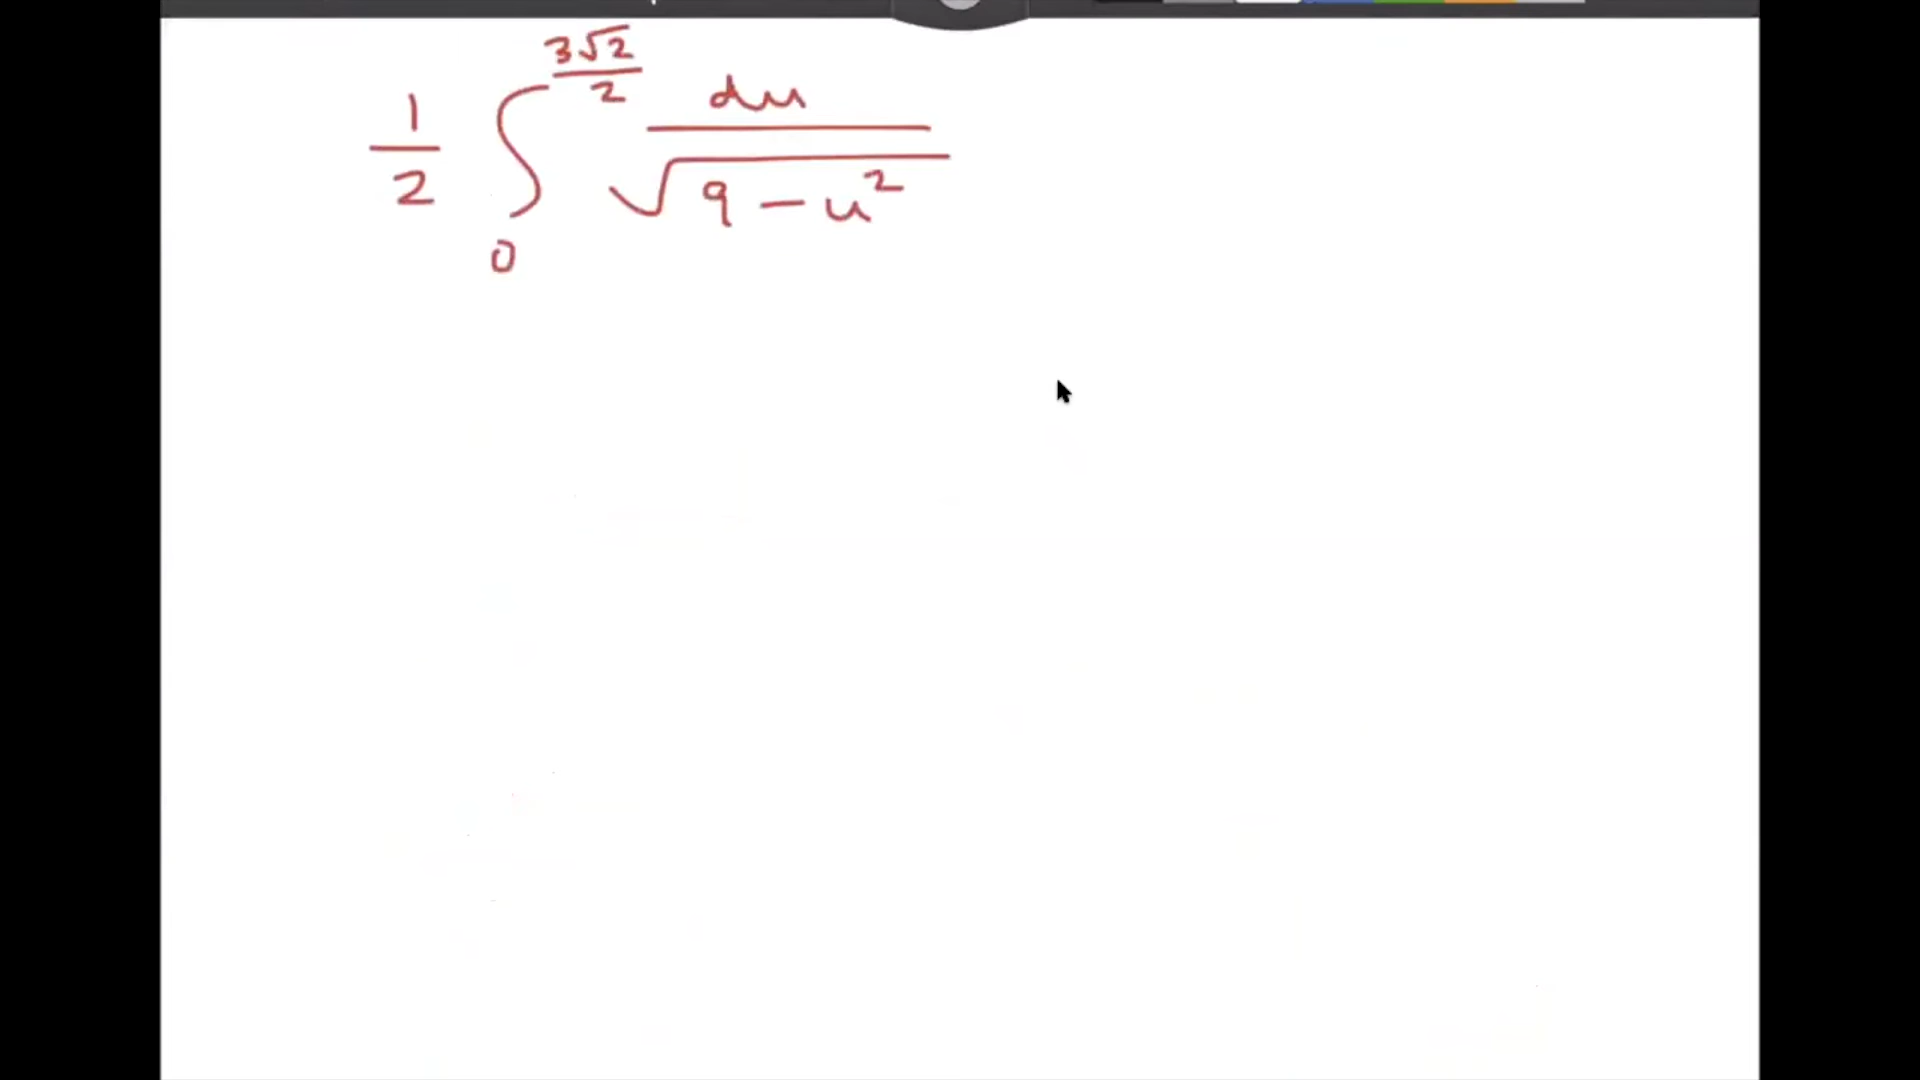 1/2 ∫₀^(3√2/2) du/√(9 − u²)